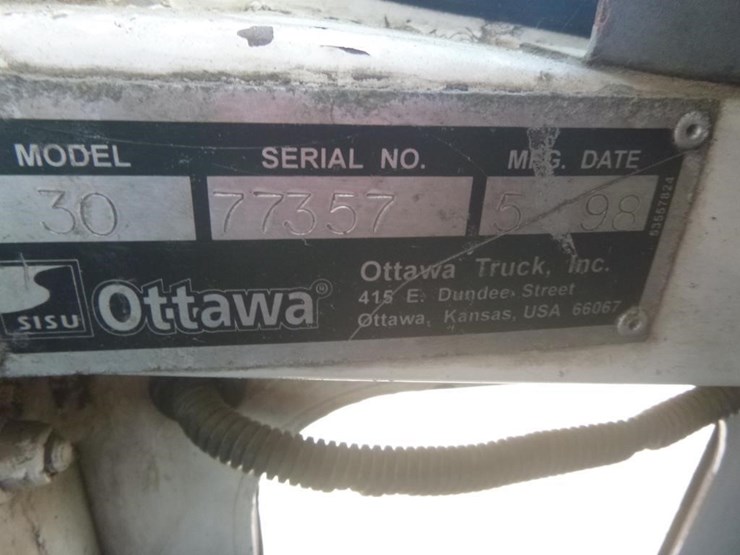 MODEL SERIAL NO. MFG. DATE
30 77357 5 98
53667824
SISU Ottawa®
Ottawa Truck, Inc.
415 E. Dundee Street
Ottawa, Kansas, USA 66067